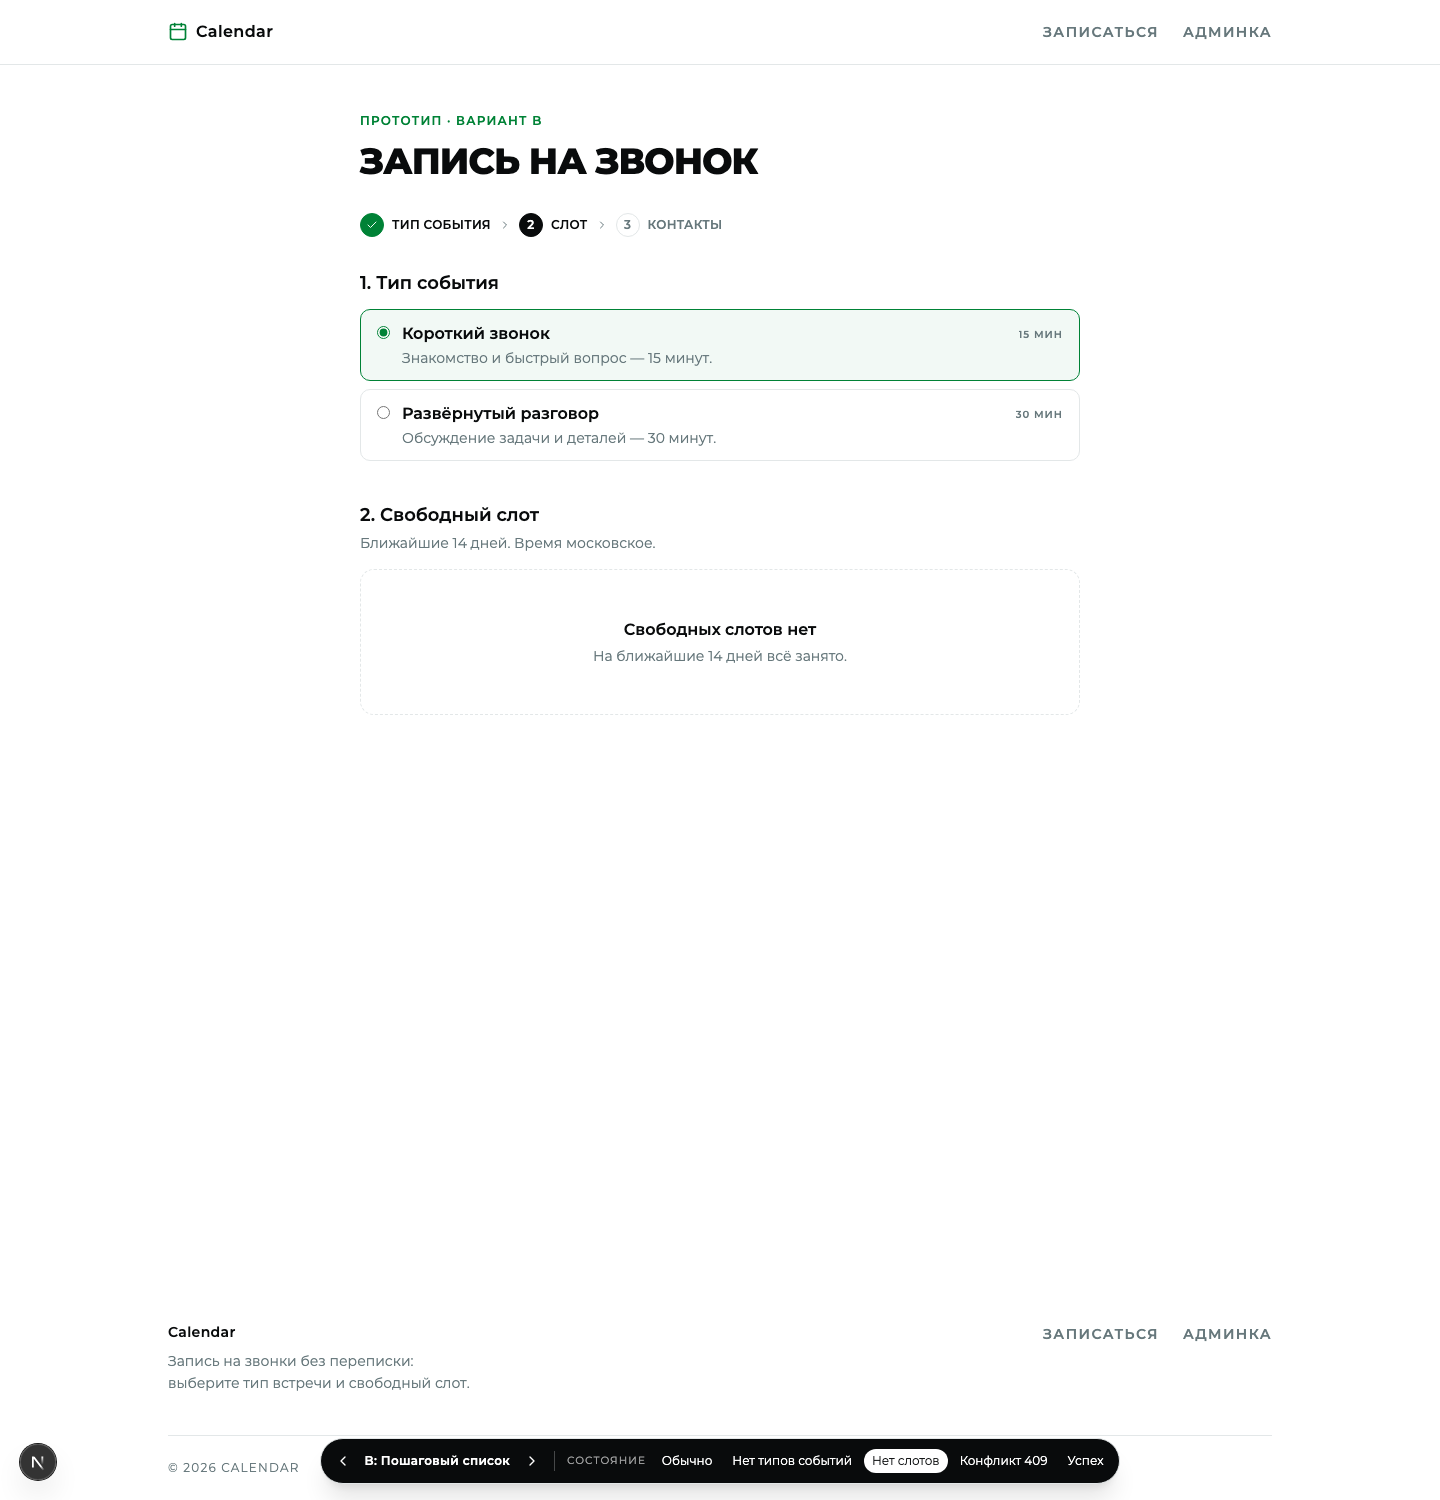 Calendar
ЗАПИСАТЬСЯ АДМИНКА
ПРОТОТИП · ВАРИАНТ B
ЗАПИСЬ НА ЗВОНОК
ТИП СОБЫТИЯ 2 СЛОТ 3 КОНТАКТЫ
1. Тип события
Короткий звонок 15 МИН
Знакомство и быстрый вопрос — 15 минут.
Развёрнутый разговор 30 МИН
Обсуждение задачи и деталей — 30 минут.
2. Свободный слот
Ближайшие 14 дней. Время московское.
Свободных слотов нет
На ближайшие 14 дней всё занято.
Calendar
ЗАПИСАТЬСЯ АДМИНКА
Запись на звонки без переписки:
выберите тип встречи и свободный слот.
© 2026 CALENDAR
B: Пошаговый список СОСТОЯНИЕ Обычно Нет типов событий Нет слотов Конфликт 409 Успех
N